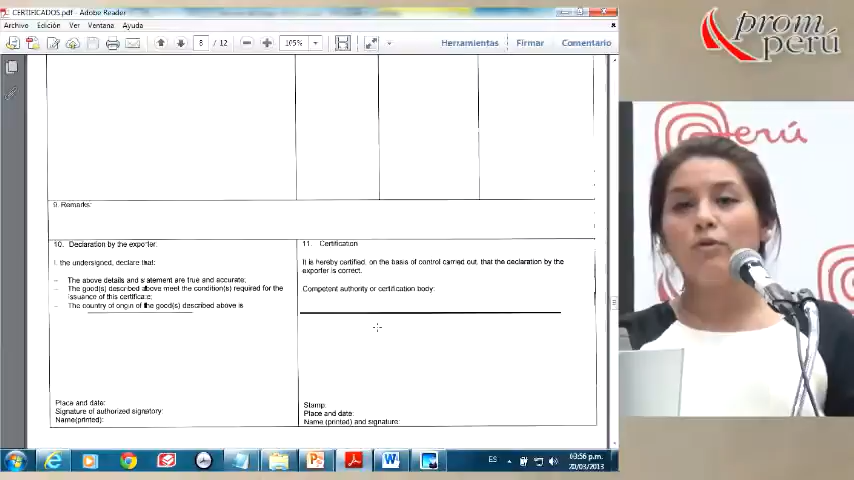 CERTIFICADOS.pdf - Adobe Reader
Archivo Edición Ver Ventana Ayuda
8 / 12
105%
Herramientas
Firmar
Comentario
prom
perú
Perú
9. Remarks:
10. Declaration by the exporter:
I, the undersigned, declare that:
– The above details and statement are true and accurate;
– The good(s) described above meet the condition(s) required for the
issuance of this certificate;
– The country of origin of the good(s) described above is
Place and date:
Signature of authorized signatory:
Name(printed):
11. Certification
It is hereby certified, on the basis of control carried out, that the declaration by the
exporter is correct.
Competent authority or certification body:
Stamp:
Place and date:
Name (printed) and signature:
ES
03:56 p.m.
20/03/2013